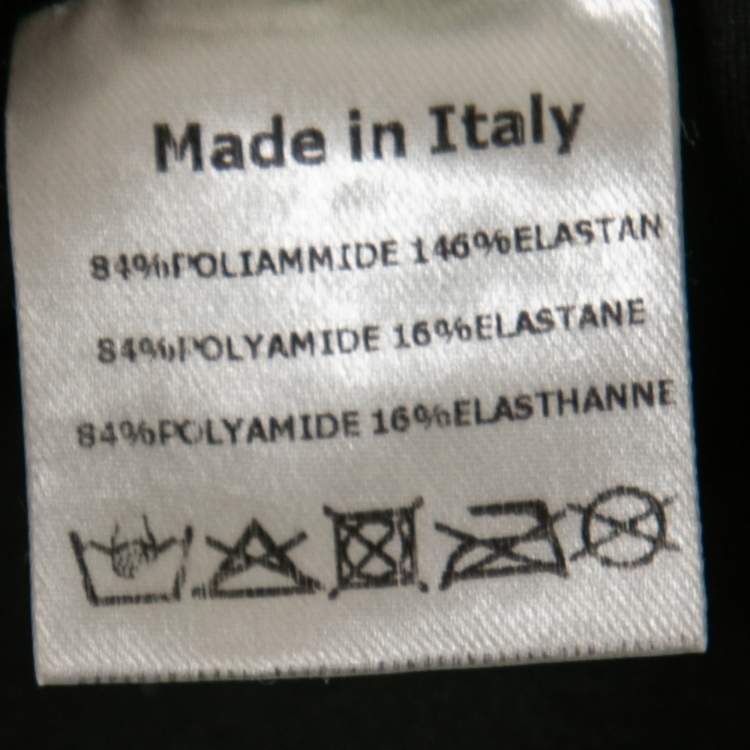 Made in Italy
84%POLIAMMIDE 146%ELASTAN
84%POLYAMIDE 16%ELASTANE
84%POLYAMIDE 16%ELASTHANNE